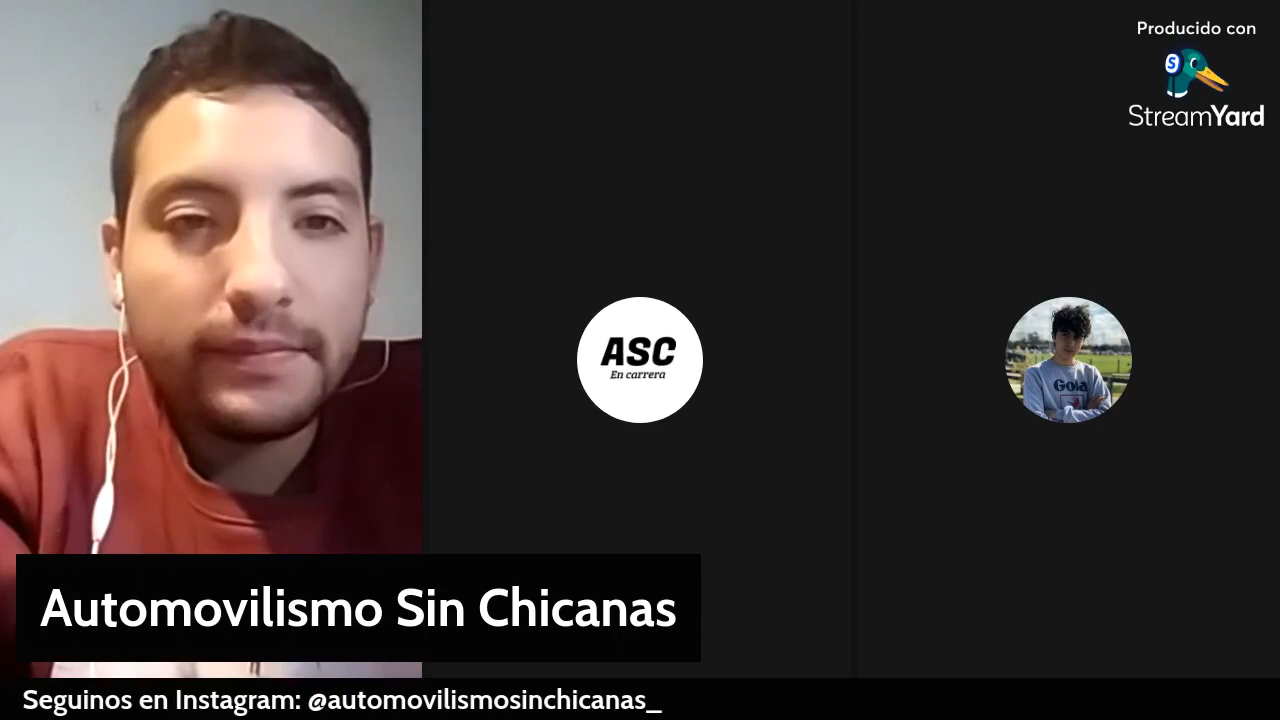 Producido con
S
StreamYard
ASC
En carrera
Gola
Automovilismo Sin Chicanas
Seguinos en Instagram: @automovilismosinchicanas_